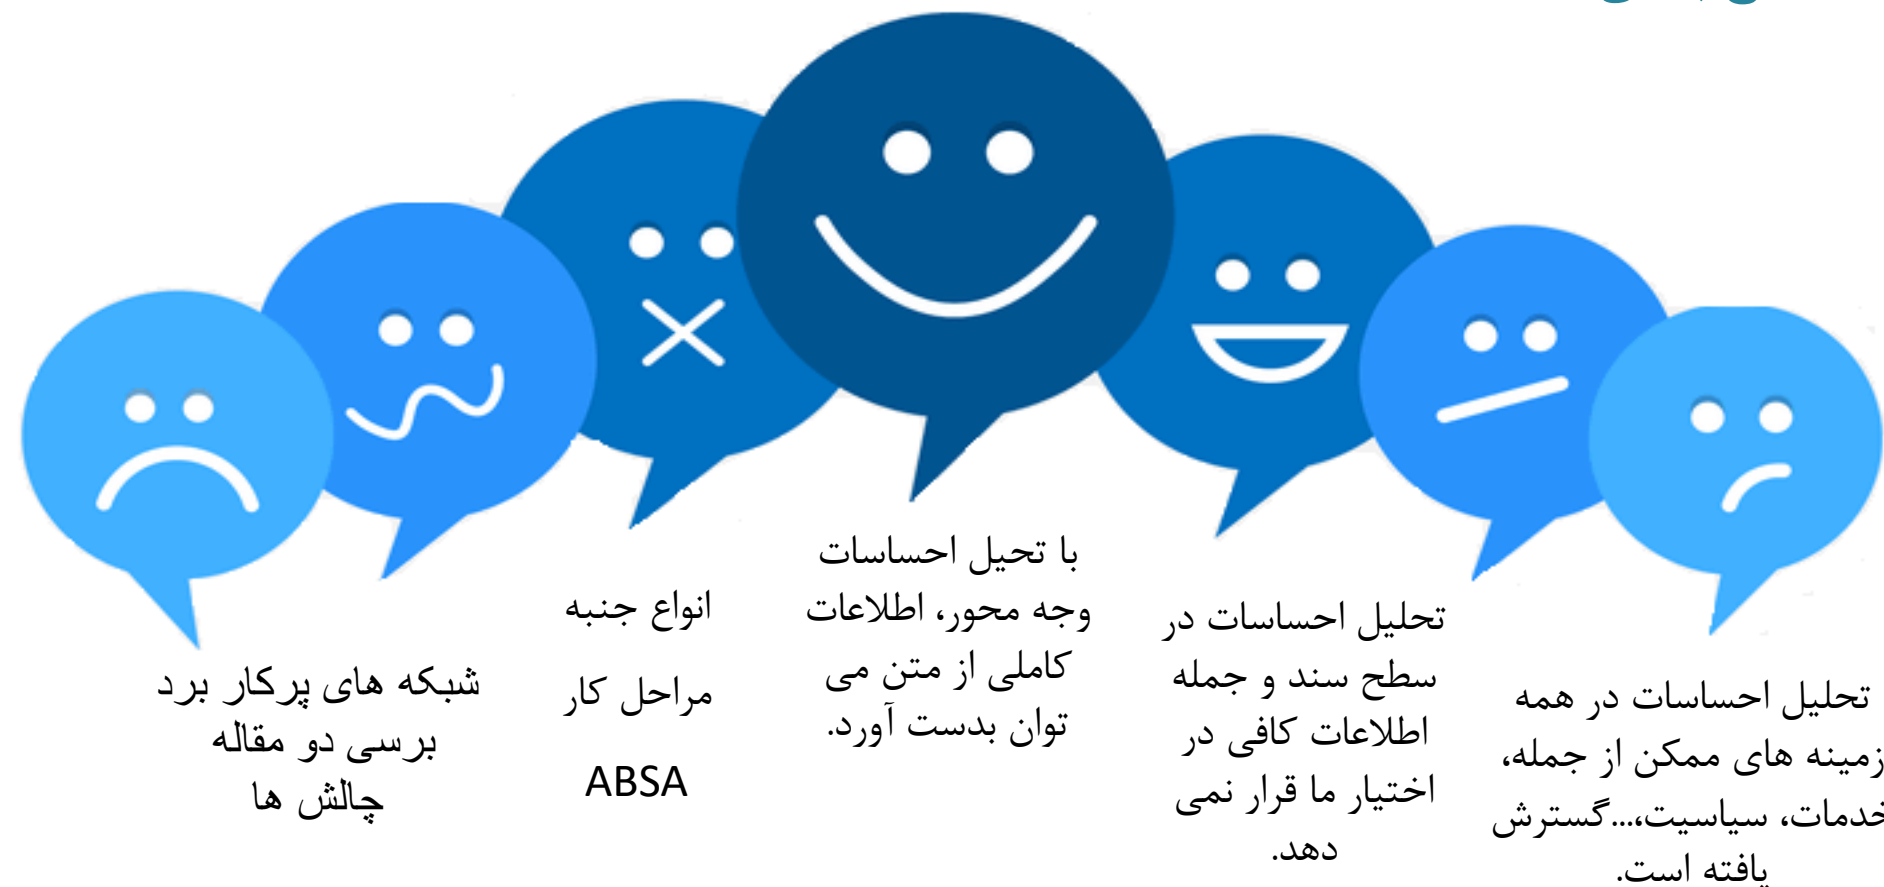 تحلیل احساسات در همه
زمینه های ممکن از جمله،
خدمات، سیاسیت،...گسترش
یافته است.
تحلیل احساسات در
سطح سند و جمله
اطلاعات کافی در
اختیار ما قرار نمی
دهد.
با تحیل احساسات
وجه محور، اطلاعات
کاملی از متن می
توان بدست آورد.
انواع جنبه
مراحل کار
ABSA
شبکه های پرکار برد
برسی دو مقاله
چالش ها